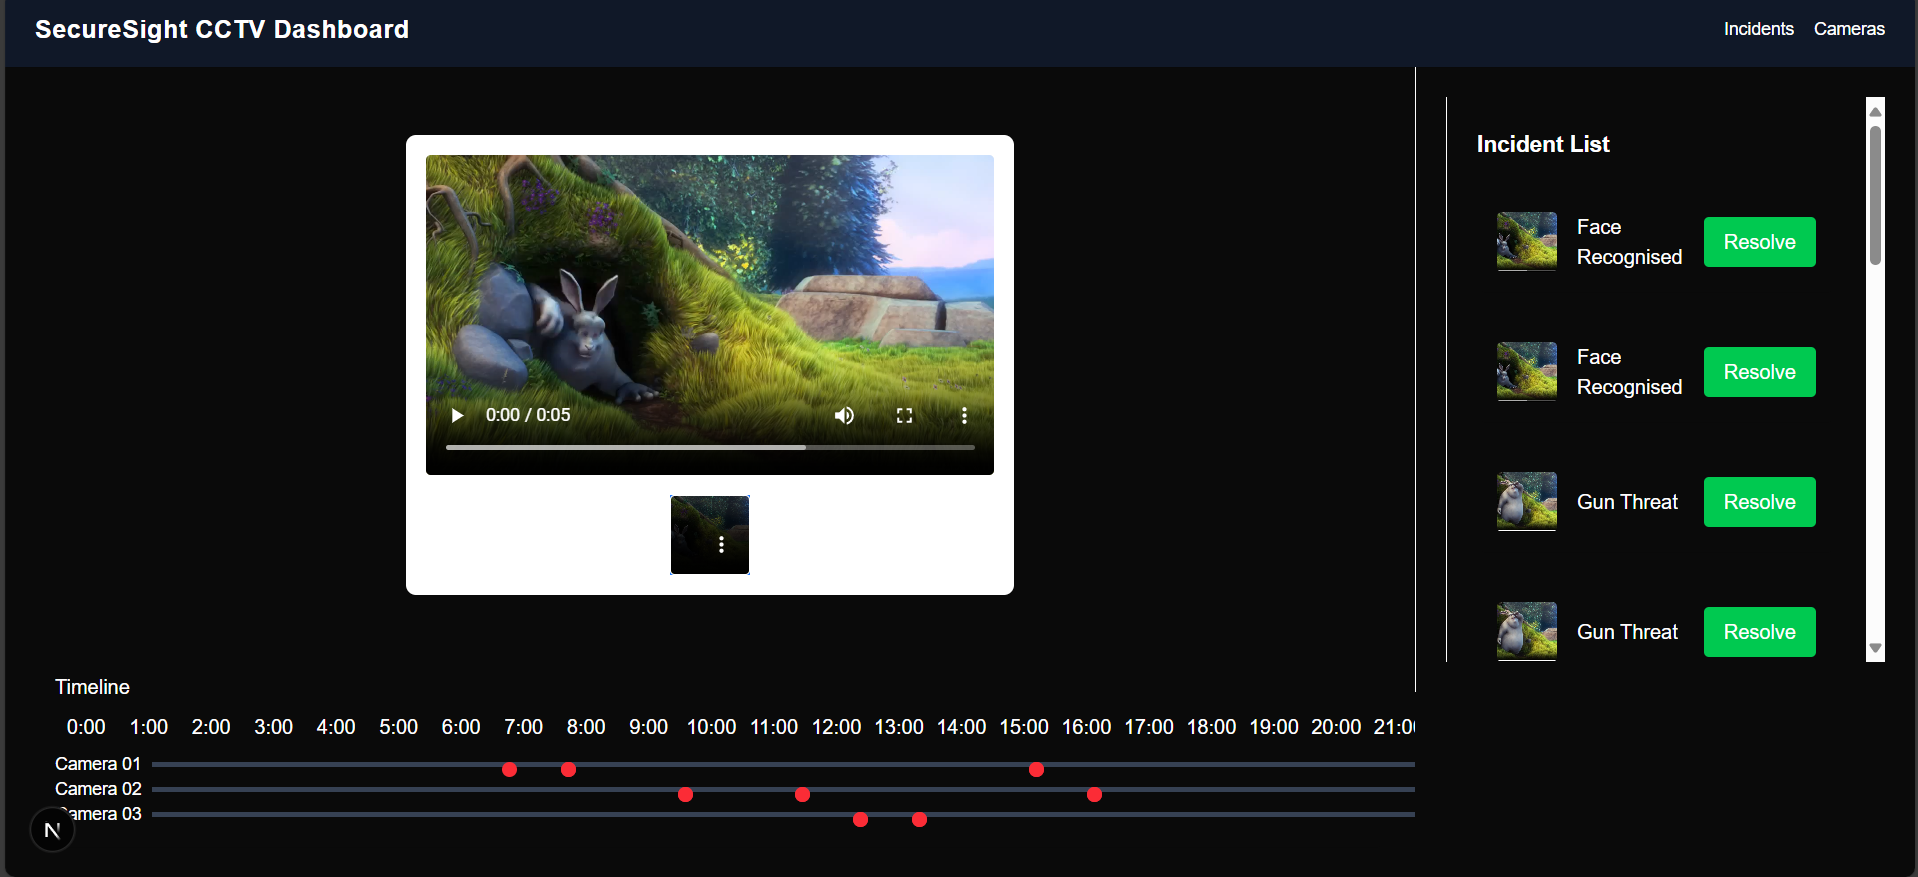 SecureSight CCTV Dashboard
Incidents Cameras
0:00 / 0:05
Incident List
Face
Recognised
Resolve
Face
Recognised
Resolve
Gun Threat
Resolve
Gun Threat
Resolve
Timeline
0:00 1:00 2:00 3:00 4:00 5:00 6:00 7:00 8:00 9:00 10:00 11:00 12:00 13:00 14:00 15:00 16:00 17:00 18:00 19:00 20:00 21:0
Camera 01
Camera 02
amera 03
N